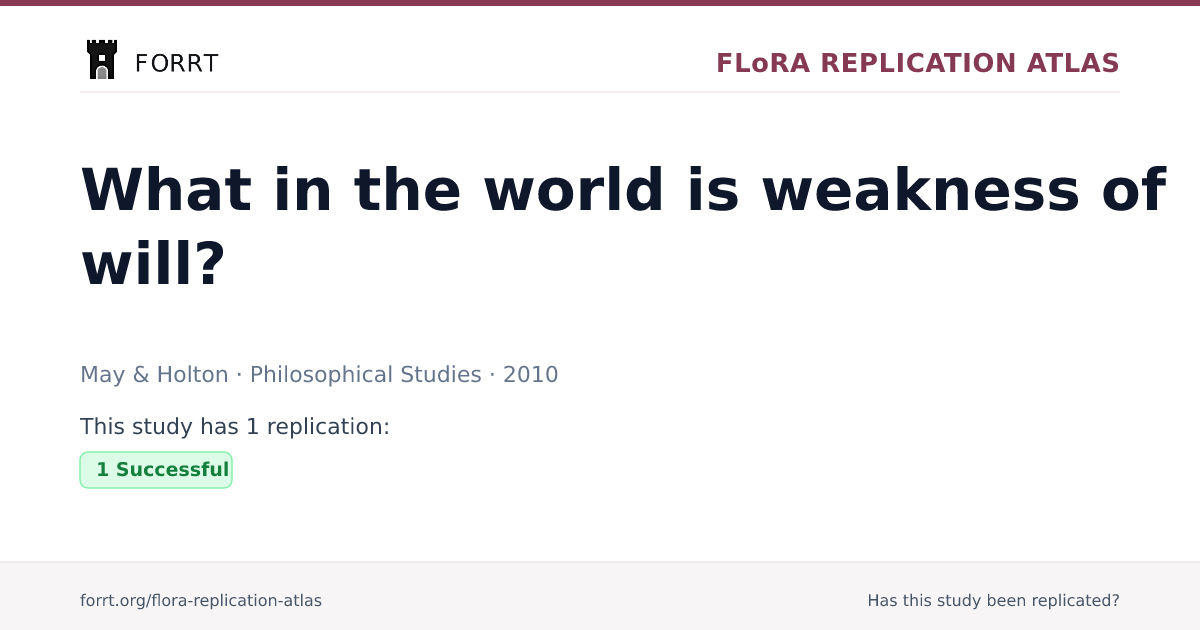 FORRT
FLoRA REPLICATION ATLAS
What in the world is weakness of
will?
May & Holton · Philosophical Studies · 2010
This study has 1 replication:
1 Successful
forrt.org/flora-replication-atlas
Has this study been replicated?